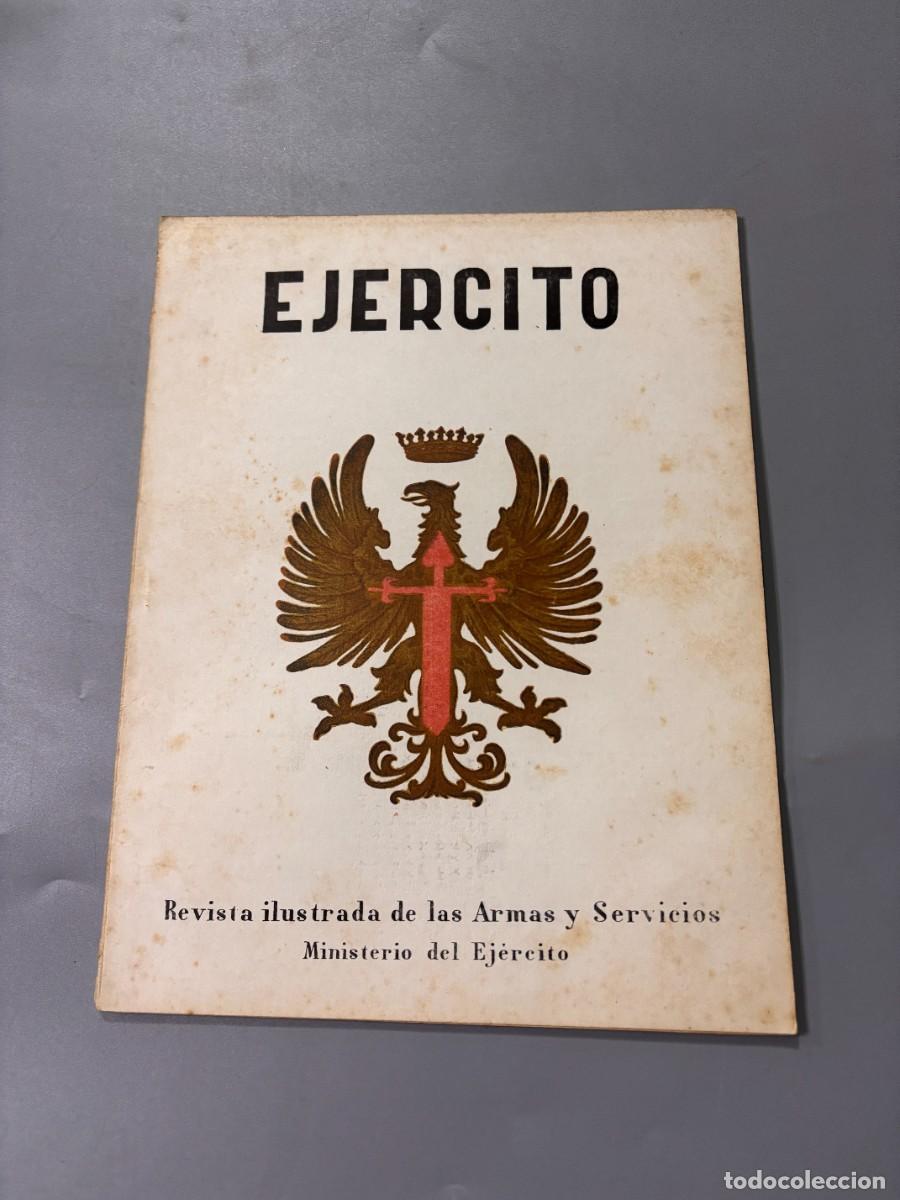 EJERCITO
Revista ilustrada de las Armas y Servicios
Ministerio del Ejército
todocoleccion